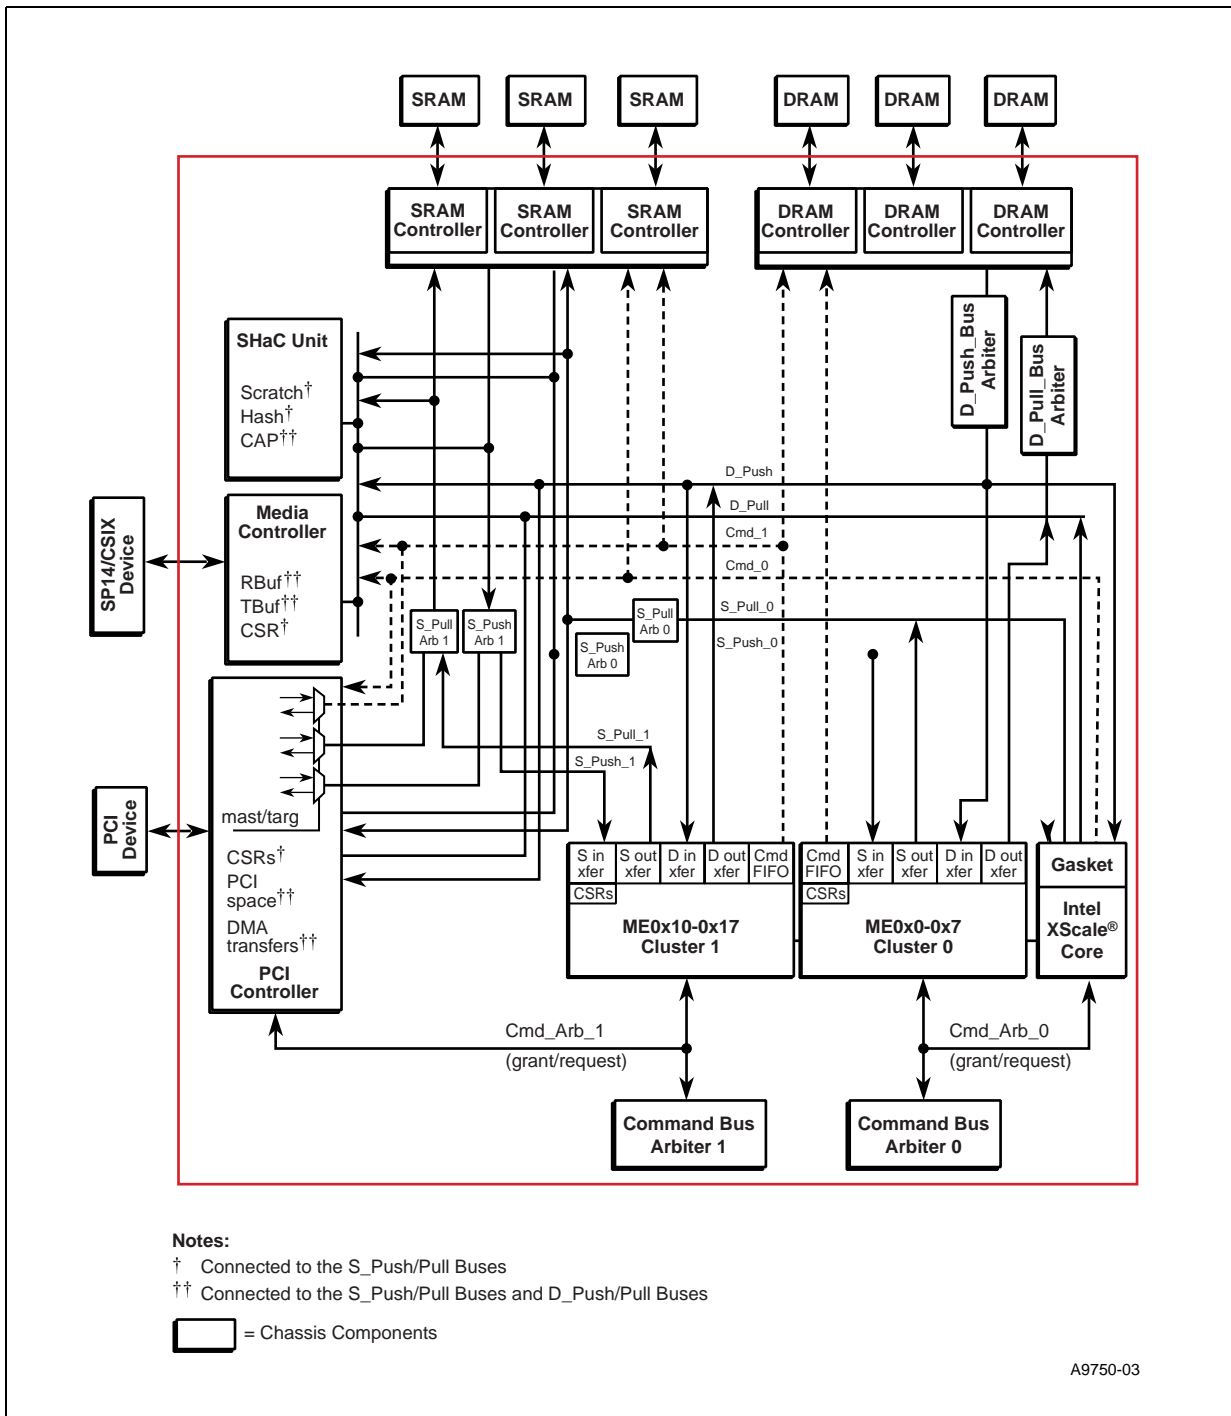 SRAM
SRAM
SRAM
DRAM
DRAM
DRAM
SRAM
Controller
SRAM
Controller
SRAM
Controller
DRAM
Controller
DRAM
Controller
DRAM
Controller
D_Push_Bus
Arbiter
D_Pull_Bus
Arbiter
SHaC Unit
Scratch†
Hash†
CAP††
D_Push
D_Pull
Cmd_1
Cmd_0
SP14/CSIX
Device
Media
Controller
RBuf††
TBuf††
CSR†
S_Pull
Arb 1
S_Push
Arb 1
S_Pull
Arb 0
S_Push
Arb 0
S_Pull_0
S_Push_0
S_Pull_1
S_Push_1
PCI
Device
mast/targ
CSRs†
PCI
space††
DMA
transfers††
PCI
Controller
S in
xfer
S out
xfer
D in
xfer
D out
xfer
Cmd
FIFO
CSRs
ME0x10-0x17
Cluster 1
Cmd
FIFO
S in
xfer
S out
xfer
D in
xfer
D out
xfer
CSRs
ME0x0-0x7
Cluster 0
Gasket
Intel
XScale®
Core
Cmd_Arb_1
(grant/request)
Cmd_Arb_0
(grant/request)
Command Bus
Arbiter 1
Command Bus
Arbiter 0
Notes:
† Connected to the S_Push/Pull Buses
†† Connected to the S_Push/Pull Buses and D_Push/Pull Buses
= Chassis Components
A9750-03